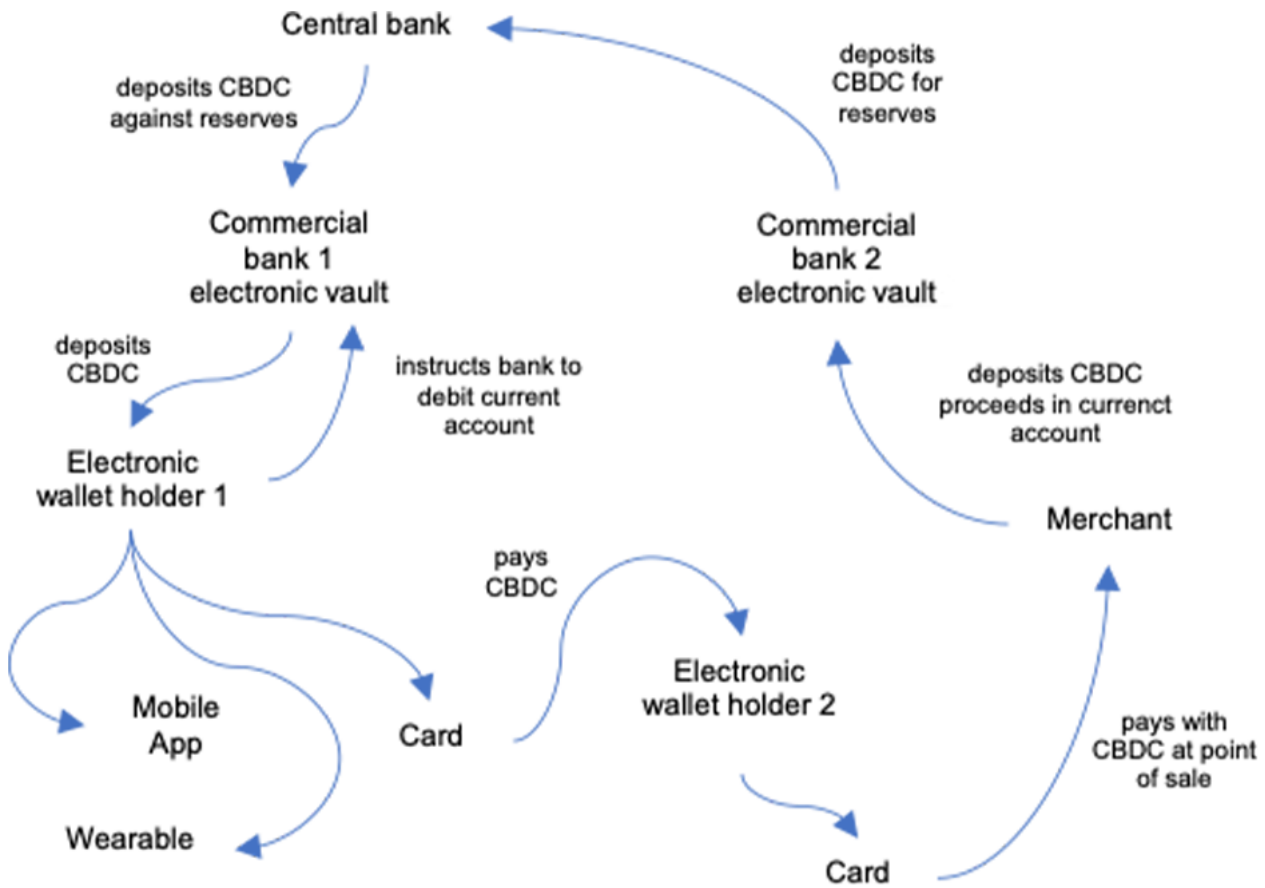 Central bank
deposits
CBDC for
reserves
deposits CBDC
against reserves
Commercial
bank 1
electronic vault
Commercial
bank 2
electronic vault
deposits
CBDC
instructs bank to
debit current
account
deposits CBDC
proceeds in currenct
account
Electronic
wallet holder 1
Merchant
pays
CBDC
Electronic
wallet holder 2
Mobile
App
Card
pays with
CBDC at point
of sale
Wearable
Card